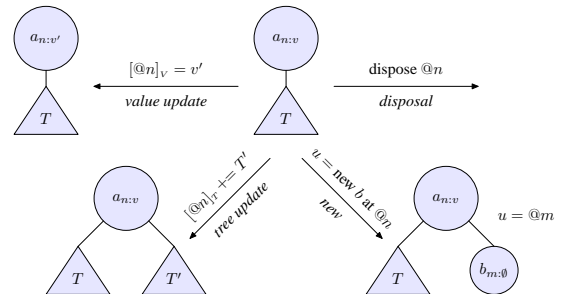 a_{n:v'}
T
[@n]_V = v'
value update
a_{n:v}
T
dispose @n
disposal
[@n]_T += T'
tree update
u = new b at @n
new
a_{n:v}
T
T'
a_{n:v}
T
b_{m:∅}
u = @m